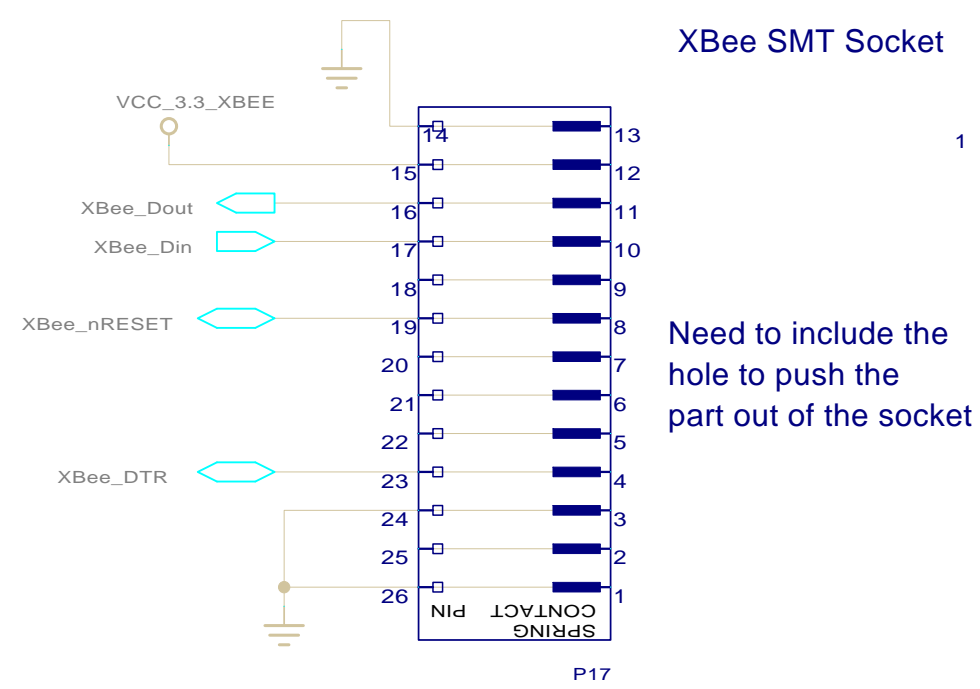 XBee SMT Socket
VCC_3.3_XBEE
14 13
1
15 12
XBee_Dout 16 11
XBee_Din 17 10
18 9
XBee_nRESET 19 8
Need to include the
hole to push the
part out of the socket
20 7
21 6
22 5
XBee_DTR 23 4
24 3
25 2
26 1
PIN SPRING
CONTACT
P17